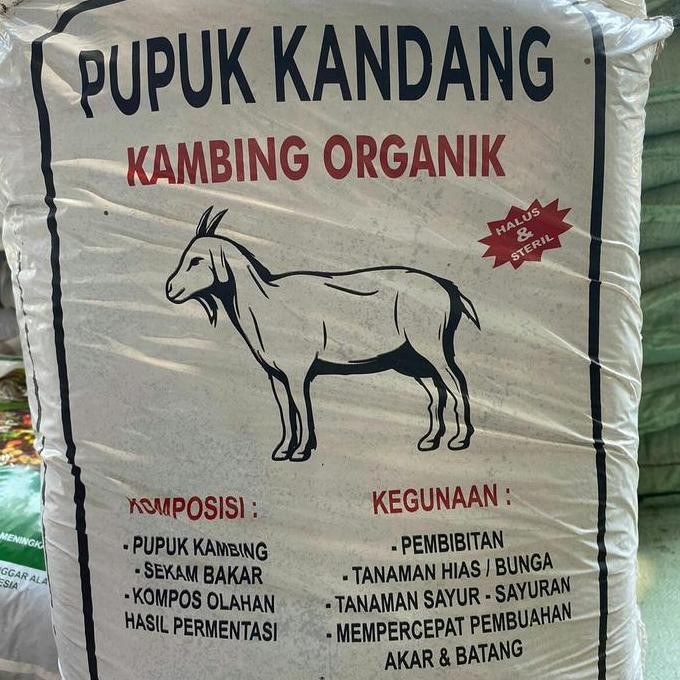 PUPUK KANDANG
KAMBING ORGANIK
HALUS
&
STERIL
KOMPOSISI :
- PUPUK KAMBING
- SEKAM BAKAR
- KOMPOS OLAHAN
HASIL PERMENTASI
KEGUNAAN :
- PEMBIBITAN
- TANAMAN HIAS / BUNGA
- TANAMAN SAYUR - SAYURAN
- MEMPERCEPAT PEMBUAHAN
AKAR & BATANG